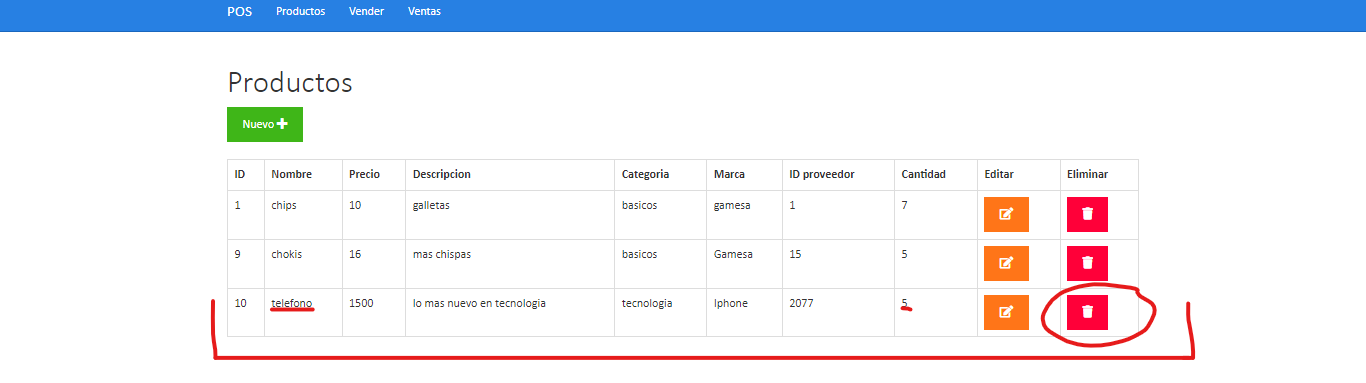 POS Productos Vender Ventas
Productos
Nuevo
ID Nombre Precio Descripcion Categoria Marca ID proveedor Cantidad Editar Eliminar
1 chips 10 galletas basicos gamesa 1 7
9 chokis 16 mas chispas basicos Gamesa 15 5
10 telefono 1500 lo mas nuevo en tecnologia tecnologia Iphone 2077 5